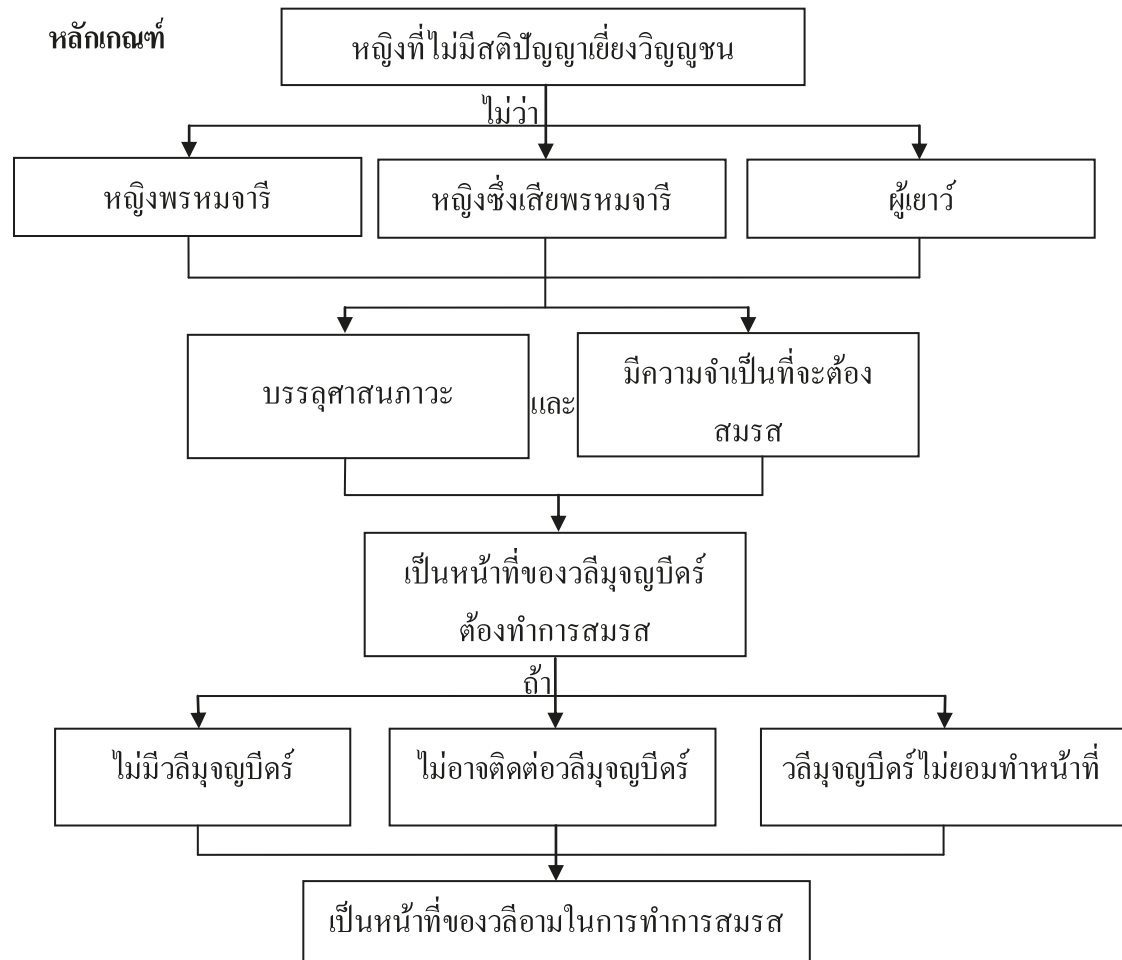 หลักเกณฑ์
หญิงที่ไม่มีสติปัญญาเยี่ยงวิญญูชน
ไม่ว่า
หญิงพรหมจารี
หญิงซึ่งเสียพรหมจารี
ผู้เยาว์
บรรลุศาสนภาวะ
และ
มีความจำเป็นที่จะต้อง
สมรส
เป็นหน้าที่ของวลีมุจญบีดร์
ต้องทำการสมรส
ถ้า
ไม่มีวลีมุจญบีดร์
ไม่อาจติดต่อวลีมุจญบีดร์
วลีมุจญบีดร์ไม่ยอมทำหน้าที่
เป็นหน้าที่ของวลีอามในการทำการสมรส